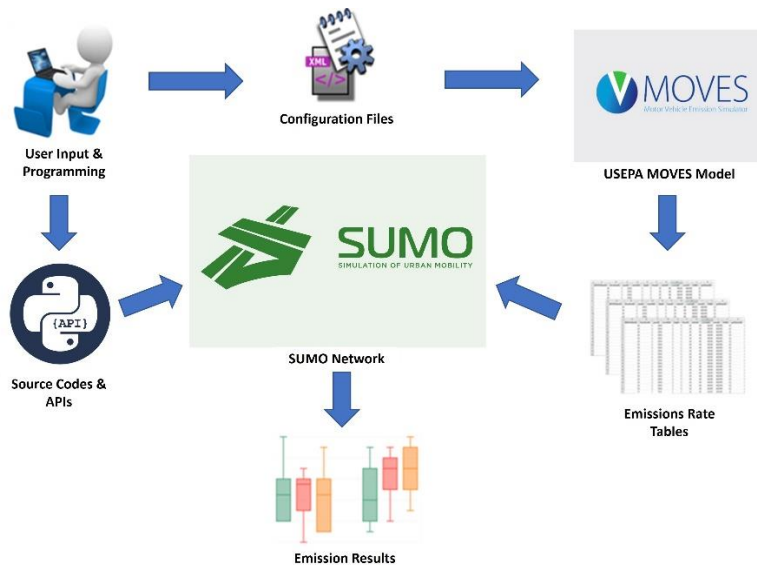 XML
</>
Configuration Files
MOVES
Motor Vehicle Emission Simulator
User Input &
Programming
USEPA MOVES Model
SUMO
SIMULATION OF URBAN MOBILITY
{API}
SUMO Network
Source Codes &
APIs
Emissions Rate
Tables
Emission Results